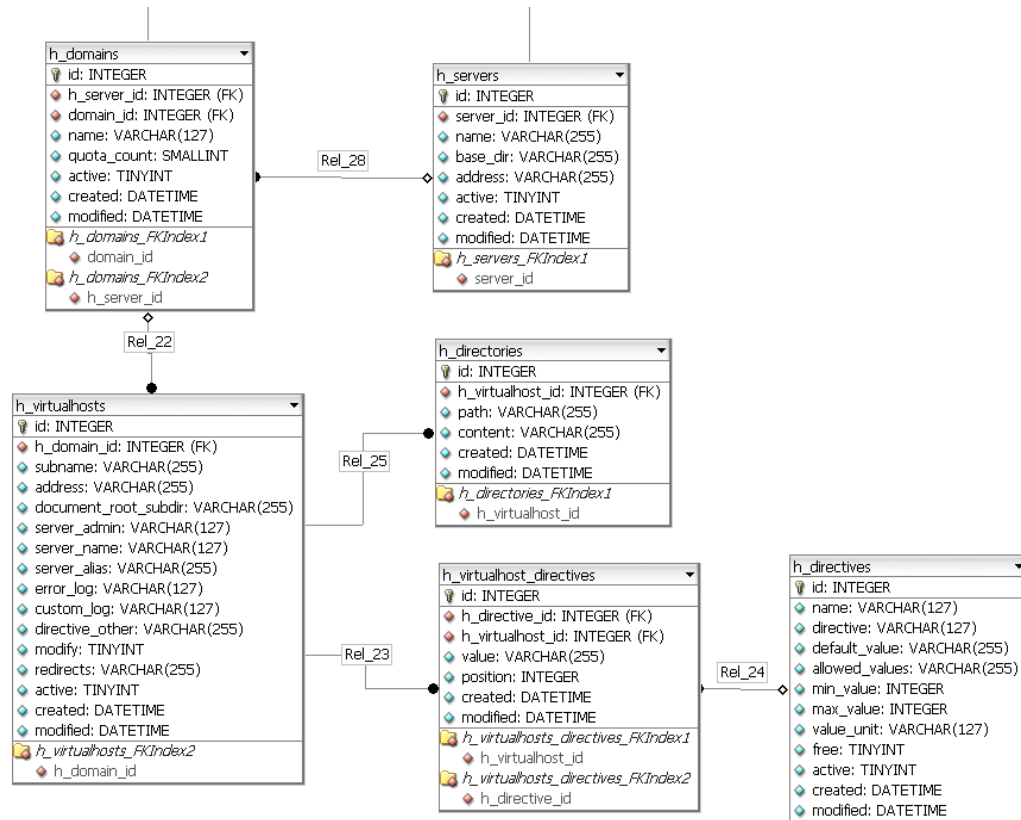 h_domains
id: INTEGER
h_server_id: INTEGER (FK)
domain_id: INTEGER (FK)
name: VARCHAR(127)
quota_count: SMALLINT
active: TINYINT
created: DATETIME
modified: DATETIME
h_domains_FKIndex1
domain_id
h_domains_FKIndex2
h_server_id
Rel_28
h_servers
id: INTEGER
server_id: INTEGER (FK)
name: VARCHAR(255)
base_dir: VARCHAR(255)
address: VARCHAR(255)
active: TINYINT
created: DATETIME
modified: DATETIME
h_servers_FKIndex1
server_id
Rel_22
h_virtualhosts
id: INTEGER
h_domain_id: INTEGER (FK)
subname: VARCHAR(255)
address: VARCHAR(255)
document_root_subdir: VARCHAR(255)
server_admin: VARCHAR(127)
server_name: VARCHAR(127)
server_alias: VARCHAR(255)
error_log: VARCHAR(127)
custom_log: VARCHAR(127)
directive_other: VARCHAR(255)
modify: TINYINT
redirects: VARCHAR(255)
active: TINYINT
created: DATETIME
modified: DATETIME
h_virtualhosts_FKIndex2
h_domain_id
Rel_25
h_directories
id: INTEGER
h_virtualhost_id: INTEGER (FK)
path: VARCHAR(255)
content: VARCHAR(255)
created: DATETIME
modified: DATETIME
h_directories_FKIndex1
h_virtualhost_id
Rel_23
h_virtualhost_directives
id: INTEGER
h_directive_id: INTEGER (FK)
h_virtualhost_id: INTEGER (FK)
value: VARCHAR(255)
position: INTEGER
created: DATETIME
modified: DATETIME
h_virtualhosts_directives_FKIndex1
h_virtualhost_id
h_virtualhosts_directives_FKIndex2
h_directive_id
Rel_24
h_directives
id: INTEGER
name: VARCHAR(127)
directive: VARCHAR(127)
default_value: VARCHAR(255)
allowed_values: VARCHAR(255)
min_value: INTEGER
max_value: INTEGER
value_unit: VARCHAR(127)
free: TINYINT
active: TINYINT
created: DATETIME
modified: DATETIME